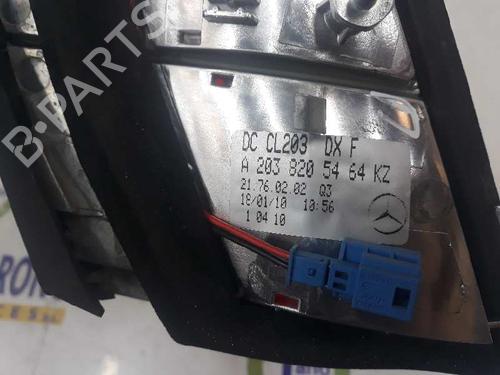 B-PARTS
DC CL203 DX F
A 203 820 54 64 KZ
21.76.02.02 Q3
18/01/10 10:56
1 04 10